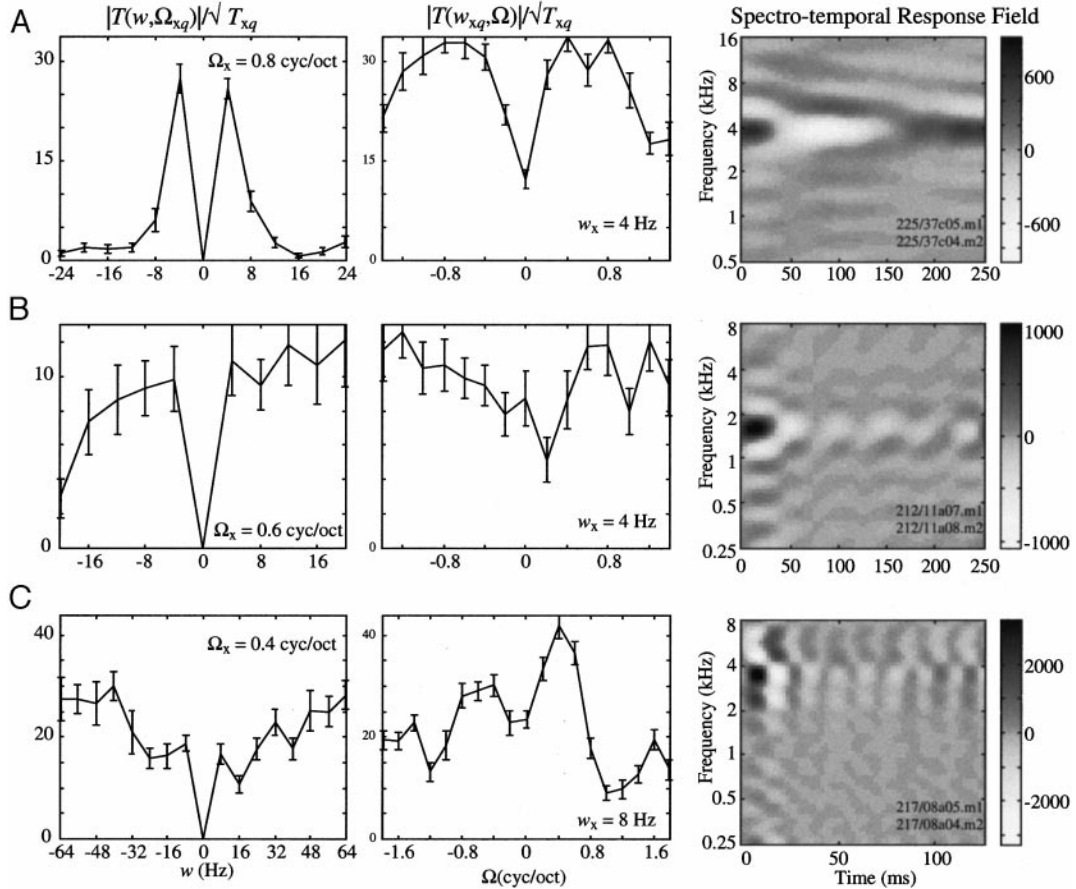 |T(w,Ω_xq)|/√ T_xq
|T(w_xq,Ω)|/√ T_xq
Spectro-temporal Response Field
A
30
15
0
Ω_x = 0.8 cyc/oct
-24 -16 -8 0 8 16 24
30
15
0
w_x = 4 Hz
-0.8 0 0.8
Frequency (kHz)
16
8
4
2
1
0.5
225/37c05.m1
225/37c04.m2
0 50 100 150 200 250
600
0
-600
B
10
0
Ω_x = 0.6 cyc/oct
-16 -8 0 8 16
10
0
w_x = 4 Hz
-0.8 0 0.8
Frequency (kHz)
8
4
2
1
0.5
0.25
212/11a07.m1
212/11a08.m2
0 50 100 150 200 250
1000
0
-1000
C
40
20
0
Ω_x = 0.4 cyc/oct
-64 -48 -32 -16 0 16 32 48 64
w (Hz)
40
20
0
w_x = 8 Hz
-1.6 -0.8 0 0.8 1.6
Ω(cyc/oct)
Frequency (kHz)
8
4
2
1
0.5
0.25
217/08a05.m1
217/08a04.m2
0 50 100
Time (ms)
2000
0
-2000